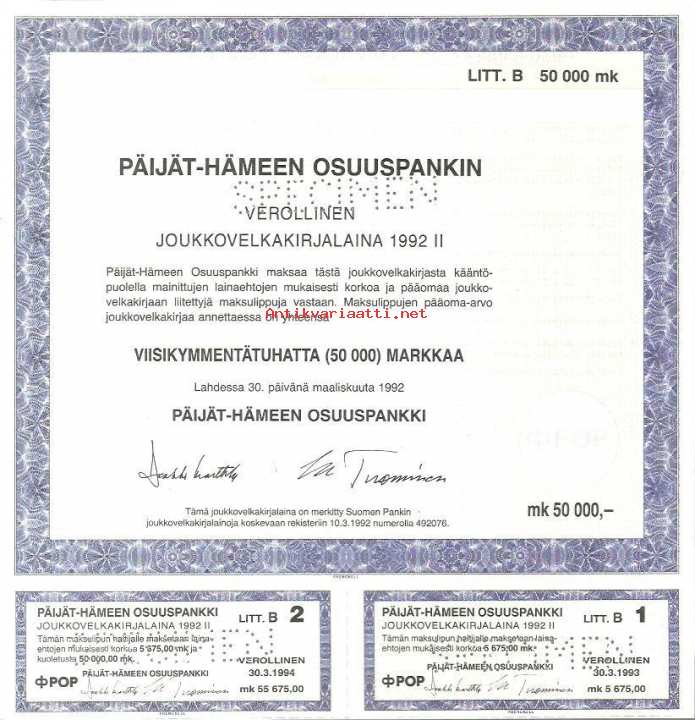 LITT. B 50 000 mk
PÄIJÄT-HÄMEEN OSUUSPANKIN
SPECIMEN
VEROLLINEN
JOUKKOVELKAKIRJALAINA 1992 II
Päijät-Hämeen Osuuspankki maksaa tästä joukkovelkakirjasta kääntö-
puolella mainittujen lainaehtojen mukaisesti korkoa ja pääomaa joukko-
velkakirjaan liitettyjä maksulippuja vastaan. Maksulippujen pääoma-arvo
joukkovelkakirjaa annettaessa on yhteensä
Antikvariaatti.net
VIISIKYMMENTÄTUHATTA (50 000) MARKKAA
Lahdessa 30. päivänä maaliskuuta 1992
PÄIJÄT-HÄMEEN OSUUSPANKKI
Tuominen
Tämä joukkovelkakirjalaina on merkitty Suomen Pankin
joukkovelkakirjalainoja koskevaan rekisteriin 10.3.1992 numerolla 492076.
mk 50 000,–
PÄIJÄT-HÄMEEN OSUUSPANKKI
JOUKKOVELKAKIRJALAINA 1992 II
LITT. B 2
Tämän maksulipun haltijalle maksetaan laina-
ehtojen mukaisesti korkoa 5 675,00 mk ja
kuoletusta 50 000,00 mk.
SPECIMEN
VEROLLINEN
30.3.1994
PÄIJÄT-HÄMEEN OSUUSPANKKI
ФPOP
Tuominen
mk 55 675,00
PÄIJÄT-HÄMEEN OSUUSPANKKI
JOUKKOVELKAKIRJALAINA 1992 II
LITT. B 1
Tämän maksulipun haltijalle maksetaan laina-
ehtojen mukaisesti korkoa 5 675,00 mk.
SPECIMEN
VEROLLINEN
30.3.1993
PÄIJÄT-HÄMEEN OSUUSPANKKI
ФPOP
Tuominen
mk 5 675,00